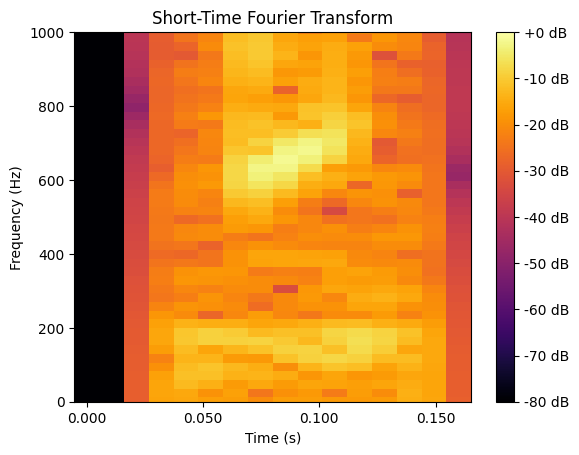 Short-Time Fourier Transform
1000
800
600
400
200
0
Frequency (Hz)
0.000
0.050
0.100
0.150
Time (s)
+0 dB
-10 dB
-20 dB
-30 dB
-40 dB
-50 dB
-60 dB
-70 dB
-80 dB